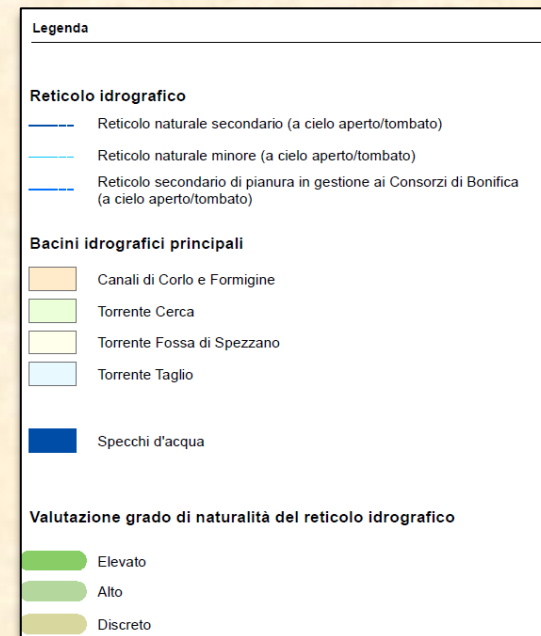 Legenda
Reticolo idrografico
Reticolo naturale secondario (a cielo aperto/tombato)
Reticolo naturale minore (a cielo aperto/tombato)
Reticolo secondario di pianura in gestione ai Consorzi di Bonifica
(a cielo aperto/tombato)
Bacini idrografici principali
Canali di Corlo e Formigine
Torrente Cerca
Torrente Fossa di Spezzano
Torrente Taglio
Specchi d'acqua
Valutazione grado di naturalità del reticolo idrografico
Elevato
Alto
Discreto